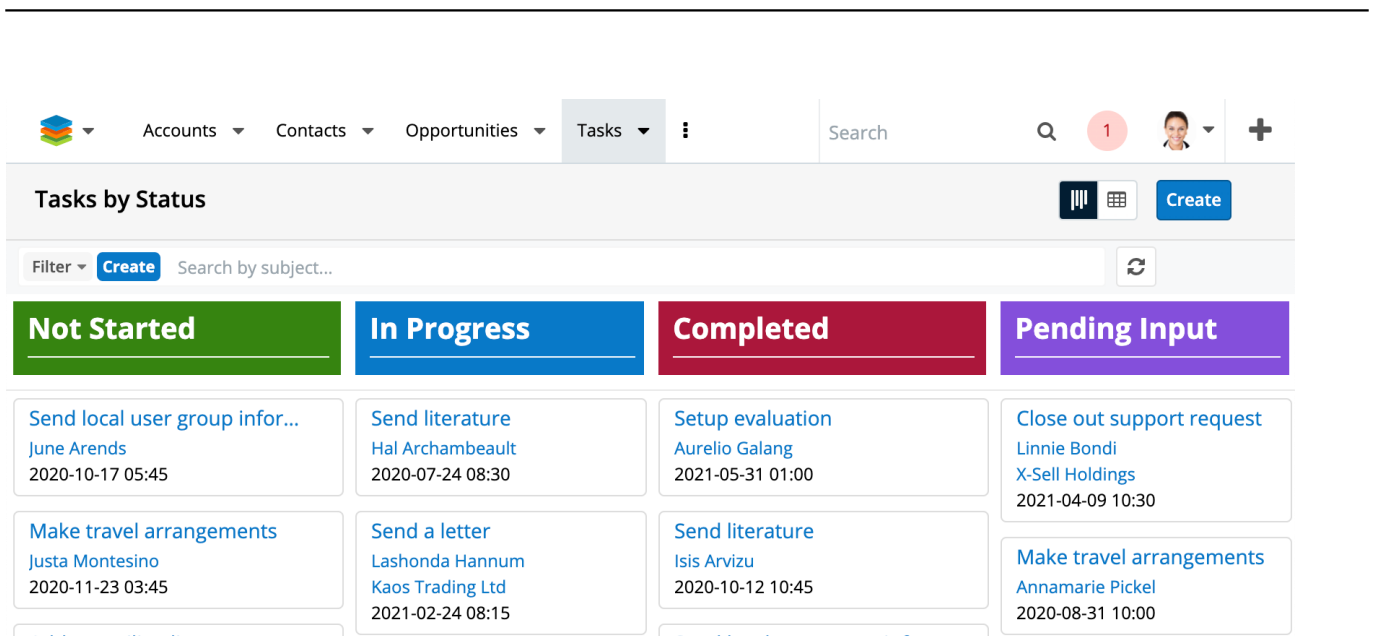 Accounts Contacts Opportunities Tasks Search 1
Tasks by Status Create
Filter Create Search by subject...
Not Started
Send local user group infor...
June Arends
2020-10-17 05:45
Make travel arrangements
Justa Montesino
2020-11-23 03:45
In Progress
Send literature
Hal Archambeault
2020-07-24 08:30
Send a letter
Lashonda Hannum
Kaos Trading Ltd
2021-02-24 08:15
Completed
Setup evaluation
Aurelio Galang
2021-05-31 01:00
Send literature
Isis Arvizu
2020-10-12 10:45
Pending Input
Close out support request
Linnie Bondi
X-Sell Holdings
2021-04-09 10:30
Make travel arrangements
Annamarie Pickel
2020-08-31 10:00